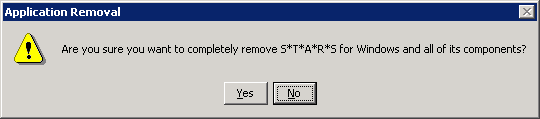 Application Removal
Are you sure you want to completely remove S*T*A*R*S for Windows and all of its components?
Yes
No